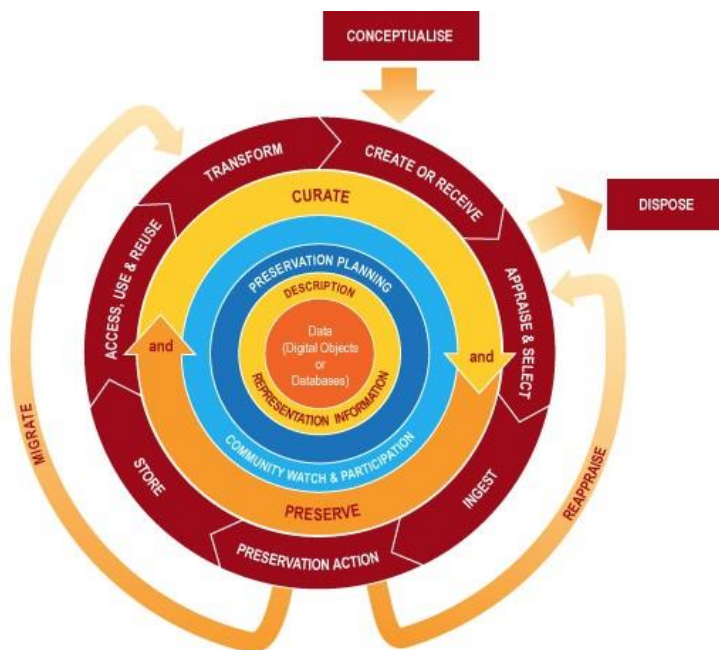 CONCEPTUALISE
DISPOSE
CREATE OR RECEIVE
APPRAISE & SELECT
INGEST
PRESERVATION ACTION
STORE
ACCESS, USE & REUSE
TRANSFORM
CURATE
and
PRESERVE
and
COMMUNITY WATCH & PARTICIPATION
PRESERVATION PLANNING
DESCRIPTION
REPRESENTATION INFORMATION
Data
(Digital Objects
or
Databases)
MIGRATE
REAPPRAISE